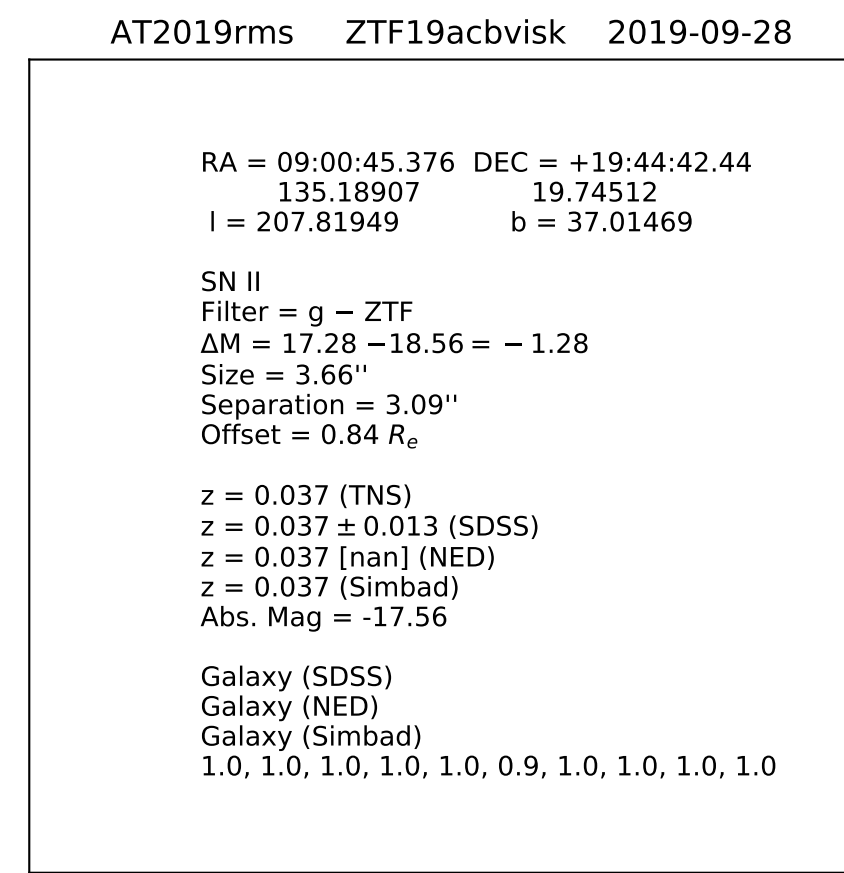 AT2019rms ZTF19acbvisk 2019-09-28
RA = 09:00:45.376 DEC = +19:44:42.44
135.18907 19.74512
l = 207.81949 b = 37.01469
SN II
Filter = g − ZTF
ΔM = 17.28 −18.56 = − 1.28
Size = 3.66''
Separation = 3.09''
Offset = 0.84 Rₑ
z = 0.037 (TNS)
z = 0.037 ± 0.013 (SDSS)
z = 0.037 [nan] (NED)
z = 0.037 (Simbad)
Abs. Mag = -17.56
Galaxy (SDSS)
Galaxy (NED)
Galaxy (Simbad)
1.0, 1.0, 1.0, 1.0, 1.0, 0.9, 1.0, 1.0, 1.0, 1.0